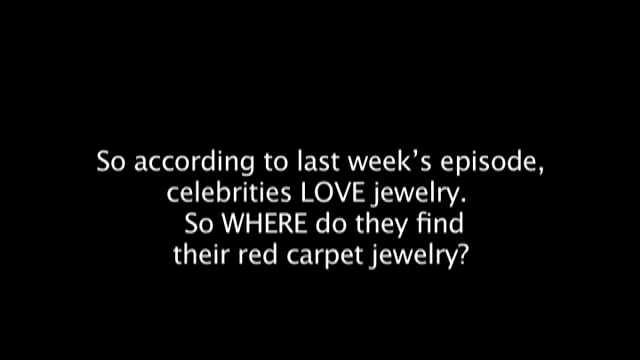 So according to last week’s episode,
celebrities LOVE jewelry.
So WHERE do they find
their red carpet jewelry?